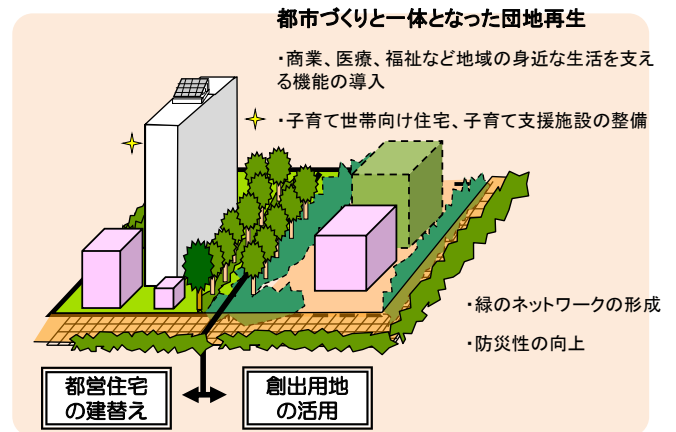 都市づくりと一体となった団地再生
・商業、医療、福祉など地域の身近な生活を支え
る機能の導入
・子育て世帯向け住宅、子育て支援施設の整備
・緑のネットワークの形成
・防災性の向上
都営住宅
の建替え
創出用地
の活用